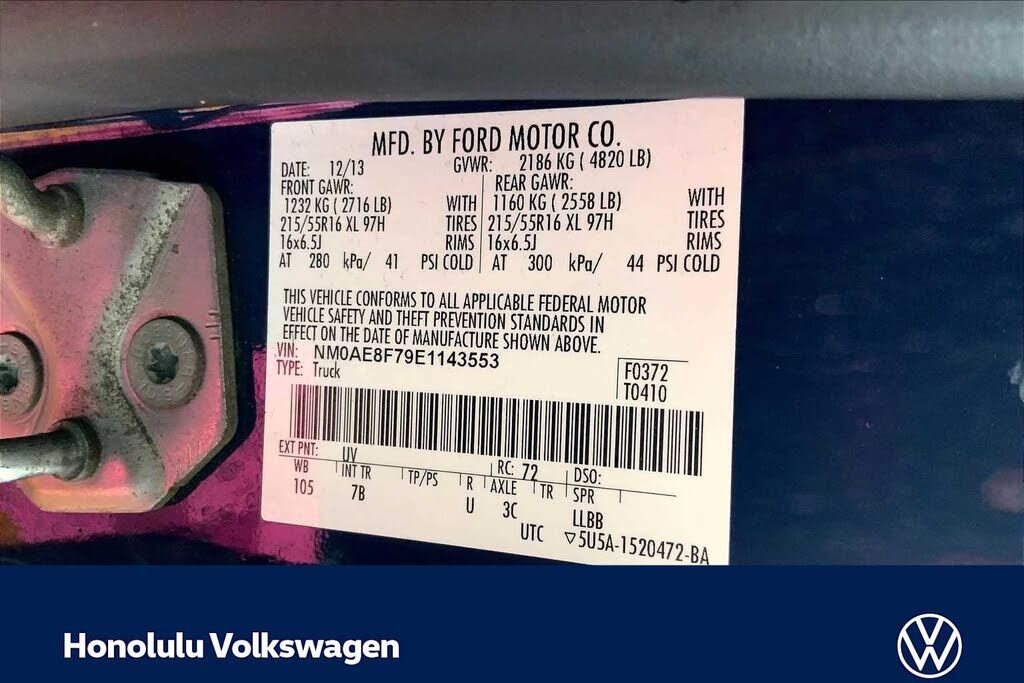 MFD. BY FORD MOTOR CO.
DATE: 12/13 GVWR: 2186 KG ( 4820 LB)
FRONT GAWR: REAR GAWR:
1232 KG ( 2716 LB) WITH 1160 KG ( 2558 LB) WITH
215/55R16 XL 97H TIRES 215/55R16 XL 97H TIRES
16x6.5J RIMS 16x6.5J RIMS
AT 280 kPa/ 41 PSI COLD AT 300 kPa/ 44 PSI COLD
THIS VEHICLE CONFORMS TO ALL APPLICABLE FEDERAL MOTOR
VEHICLE SAFETY AND THEFT PREVENTION STANDARDS IN
EFFECT ON THE DATE OF MANUFACTURE SHOWN ABOVE.
VIN: NM0AE8F79E1143553
TYPE: Truck
F0372
T0410
EXT PNT: UV RC: 72 DSO:
WB INT TR TP/PS R AXLE TR SPR
105 7B U 3C LLBB
UTC ▽5U5A-1520472-BA
Honolulu Volkswagen